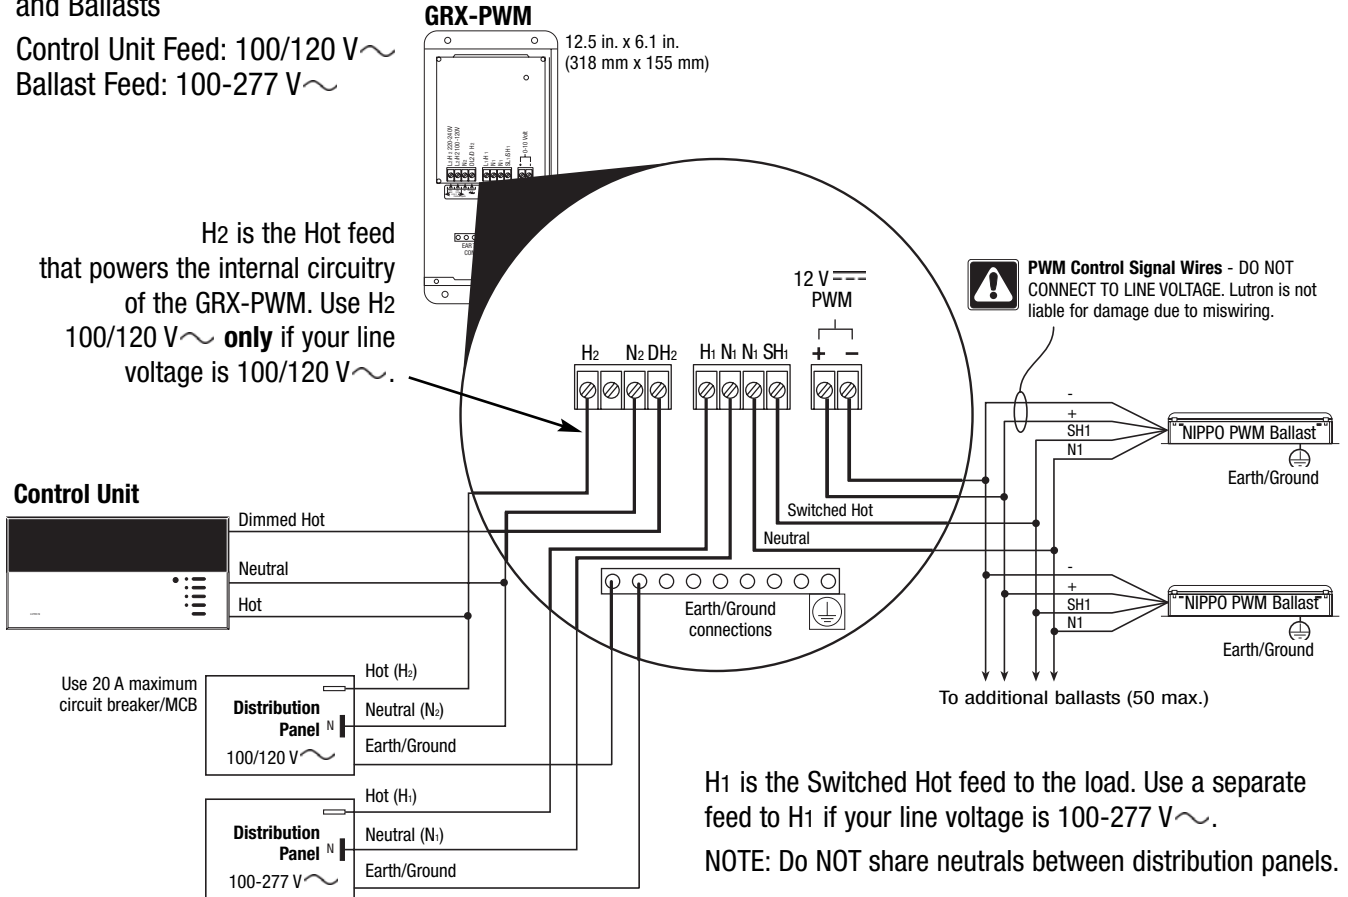 and Ballasts
Control Unit Feed: 100/120 V
Ballast Feed: 100-277 V
GRX-PWM
12.5 in. x 6.1 in.
(318 mm x 155 mm)
0-10 Volt
H2 is the Hot feed
that powers the internal circuitry
of the GRX-PWM. Use H2
100/120 V only if your line
voltage is 100/120 V.
12 V
PWM
+ −
H2 N2 DH2
H1 N1 N1 SH1
PWM Control Signal Wires - DO NOT
CONNECT TO LINE VOLTAGE. Lutron is not
liable for damage due to miswiring.
-
+
SH1
N1
NIPPO PWM Ballast
Earth/Ground
Control Unit
Dimmed Hot
Neutral
Hot
Switched Hot
Neutral
Earth/Ground
connections
-
+
SH1
N1
NIPPO PWM Ballast
Earth/Ground
To additional ballasts (50 max.)
Use 20 A maximum
circuit breaker/MCB
Distribution
Panel N
100/120 V
Hot (H2)
Neutral (N2)
Earth/Ground
Distribution
Panel N
100-277 V
Hot (H1)
Neutral (N1)
Earth/Ground
H1 is the Switched Hot feed to the load. Use a separate
feed to H1 if your line voltage is 100-277 V.
NOTE: Do NOT share neutrals between distribution panels.